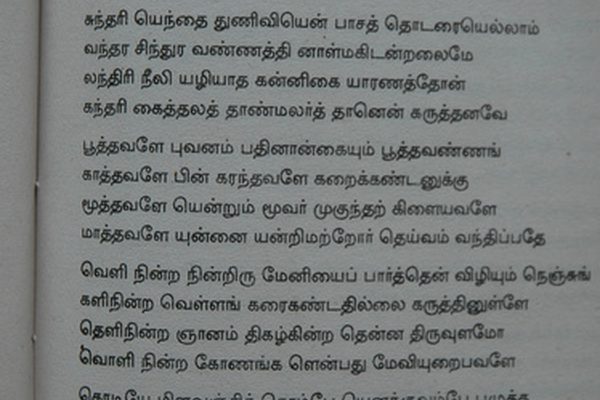 சுந்தரி யெந்தை துணிவியென் பாசத் தொடரையெல்லாம்
வந்தர சிந்துர வண்ணத்தி னாள்மகிடன்றலைமே
லந்திரி நீலி யழியாத கன்னிகை யாரணத்தோன்
கந்தரி கைத்தலத் தாண்மலர்த் தானென் கருத்தனவே
பூத்தவளே புவனம் பதினான்கையும் பூத்தவண்ணங்
காத்தவளே பின் கரந்தவளே கறைக்கண்டனுக்கு
மூத்தவளே யென்றும் மூவர் முகுந்தற் கிளையவளே
மாத்தவளே யுன்னை யன்றிமற்றோர் தெய்வம் வந்திப்பதே
வெளி நின்ற நின்றிரு மேனியைப் பார்த்தென் விழியும் நெஞ்சுங்
களிநின்ற வெள்ளங் கரைகண்டதில்லை கருத்தினுள்ளே
தெளிநின்ற ஞானம் திகழ்கின்ற தென்ன திருவுளமோ
வொளி நின்ற கோணங்க ளென்பது மேவியுறைபவளே